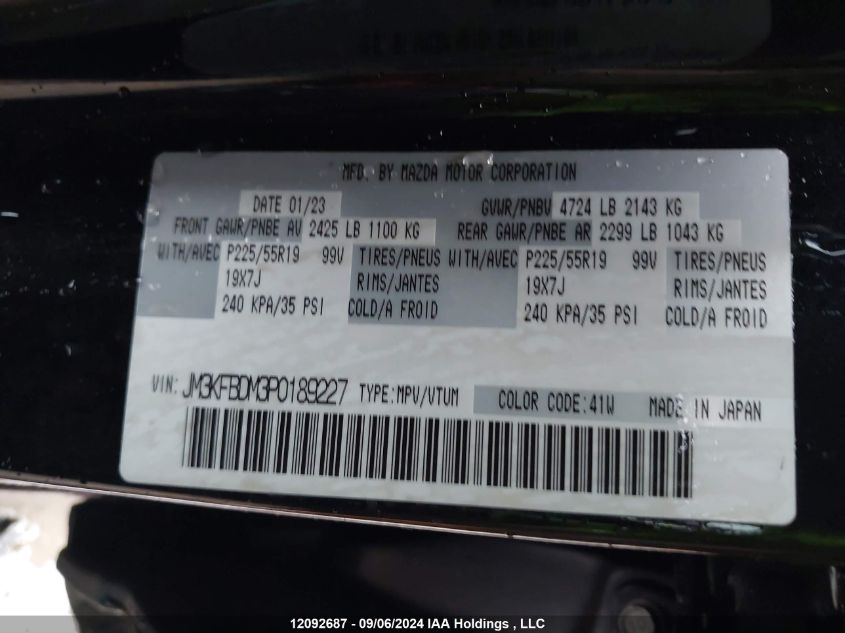 MFD. BY MAZDA MOTOR CORPORATION
DATE 01/23 GVWR/PNBV 4724 LB 2143 KG
FRONT GAWR/PNBE AV 2425 LB 1100 KG REAR GAWR/PNBE AR 2299 LB 1043 KG
WITH/AVEC P225/55R19 99V TIRES/PNEUS WITH/AVEC P225/55R19 99V TIRES/PNEUS
19X7J RIMS/JANTES 19X7J RIMS/JANTES
240 KPA/35 PSI COLD/A FROID 240 KPA/35 PSI COLD/A FROID
VIN: JM3KFBDM3P0189227 TYPE:MPV/VTUM COLOR CODE:41W MADE IN JAPAN
12092687 - 09/06/2024 IAA Holdings , LLC